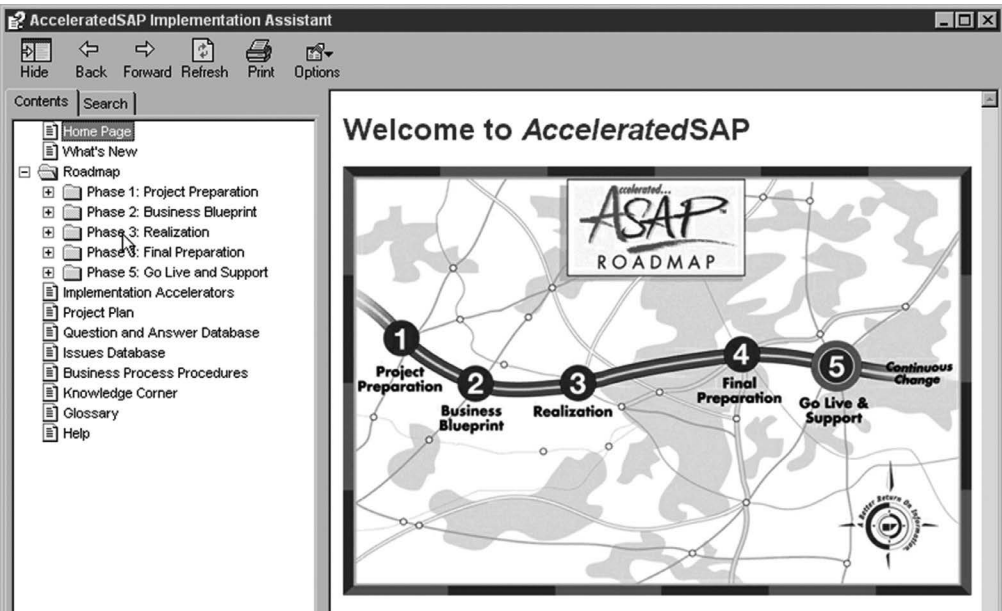 AcceleratedSAP Implementation Assistant
Hide Back Forward Refresh Print Options
Contents Search
Home Page
What's New
Roadmap
Phase 1: Project Preparation
Phase 2: Business Blueprint
Phase 3: Realization
Phase 4: Final Preparation
Phase 5: Go Live and Support
Implementation Accelerators
Project Plan
Question and Answer Database
Issues Database
Business Process Procedures
Knowledge Corner
Glossary
Help
Welcome to AcceleratedSAP
Accelerated...
ASAP
ROADMAP
1
Project
Preparation
2
Business
Blueprint
3
Realization
4
Final
Preparation
5
Go Live &
Support
Continuous
Change
A Better Return On Information.